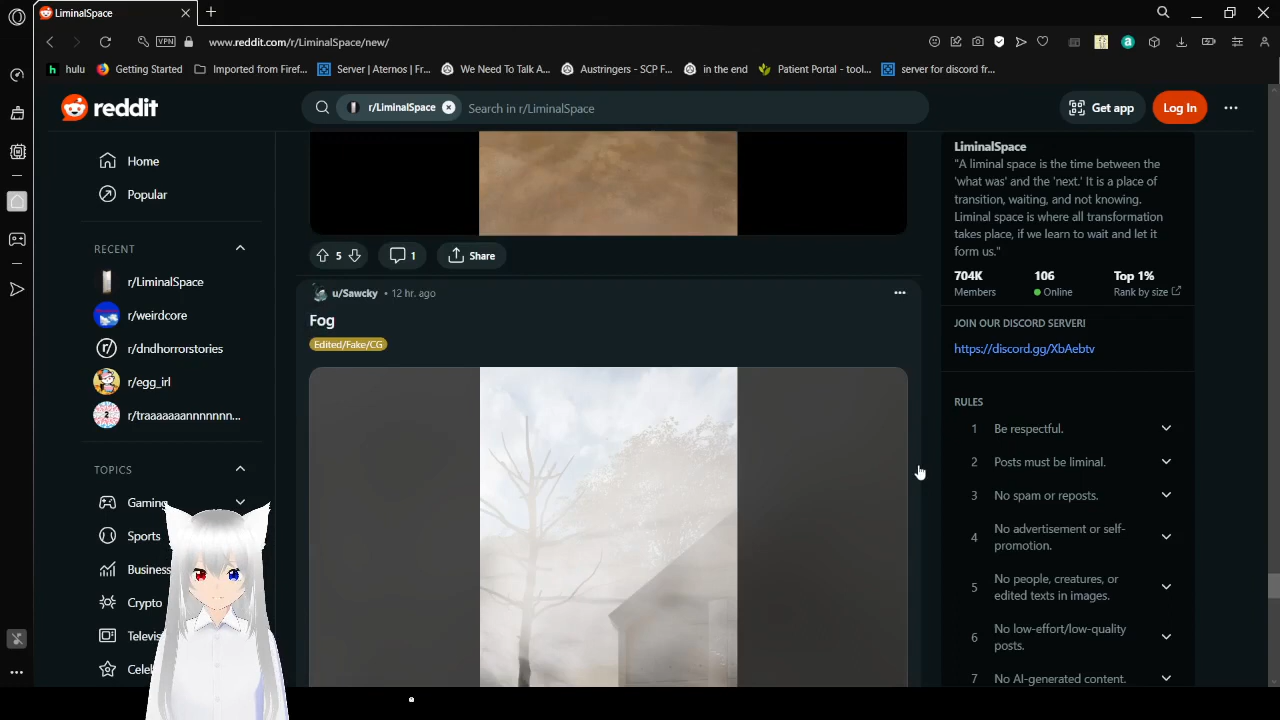 LiminalSpace
VPN www.reddit.com/r/LiminalSpace/new/
h hulu Getting Started Imported from Firef... Server | Aternos | Fr... We Need To Talk A... Austringers - SCP F... in the end Patient Portal - tool... server for discord fr...
reddit r/LiminalSpace Search in r/LiminalSpace Get app Log In
Home
Popular
RECENT
r/LiminalSpace
r/weirdcore
r/dndhorrorstories
r/egg_irl
r/traaaaaaannnnnnn...
TOPICS
Gaming
Sports
Business
Crypto
Televis
Celeb
5 1 Share
u/Sawcky • 12 hr. ago
Fog
Edited/Fake/CG
LiminalSpace
"A liminal space is the time between the
'what was' and the 'next.' It is a place of
transition, waiting, and not knowing.
Liminal space is where all transformation
takes place, if we learn to wait and let it
form us."
704K 106 Top 1%
Members Online Rank by size
JOIN OUR DISCORD SERVER!
https://discord.gg/XbAebtv
RULES
1 Be respectful.
2 Posts must be liminal.
3 No spam or reposts.
4 No advertisement or self-
promotion.
5 No people, creatures, or
edited texts in images.
6 No low-effort/low-quality
posts.
7 No AI-generated content.